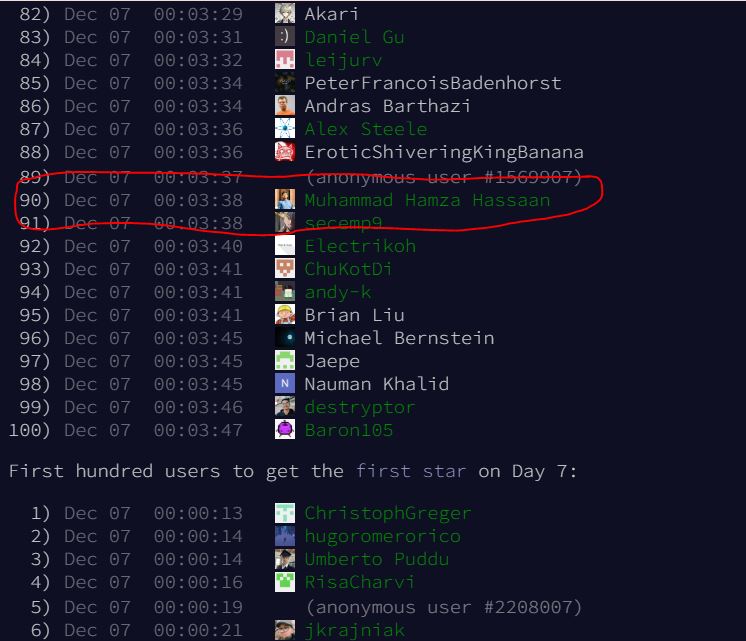 82) Dec 07 00:03:29 Akari
83) Dec 07 00:03:31 :) Daniel Gu
84) Dec 07 00:03:32 leijurv
85) Dec 07 00:03:34 PeterFrancoisBadenhorst
86) Dec 07 00:03:34 Andras Barthazi
87) Dec 07 00:03:36 Alex Steele
88) Dec 07 00:03:36 EroticShiveringKingBanana
89) Dec 07 00:03:37 (anonymous user #1569907)
90) Dec 07 00:03:38 Muhammad Hamza Hassaan
91) Dec 07 00:03:38 secemp9
92) Dec 07 00:03:40 Electrikoh
93) Dec 07 00:03:41 ChuKotDi
94) Dec 07 00:03:41 andy-k
95) Dec 07 00:03:41 Brian Liu
96) Dec 07 00:03:45 Michael Bernstein
97) Dec 07 00:03:45 Jaepe
98) Dec 07 00:03:45 N Nauman Khalid
99) Dec 07 00:03:46 destryptor
100) Dec 07 00:03:47 Baron105
First hundred users to get the first star on Day 7:
1) Dec 07 00:00:13 ChristophGreger
2) Dec 07 00:00:14 hugoromerorico
3) Dec 07 00:00:14 Umberto Puddu
4) Dec 07 00:00:16 RisaCharvi
5) Dec 07 00:00:19 (anonymous user #2208007)
6) Dec 07 00:00:21 jkrajniak